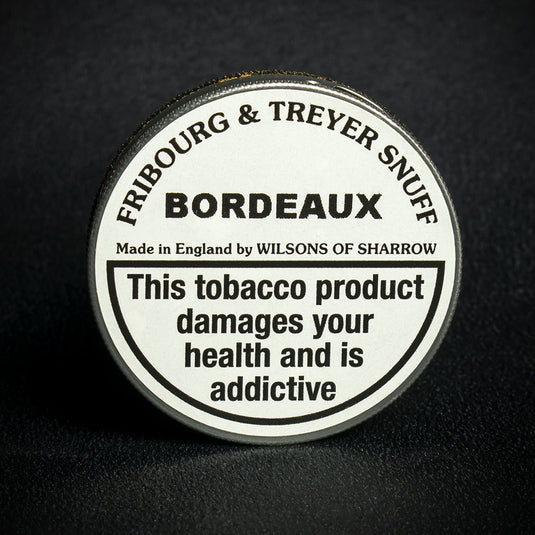 FRIBOURG & TREYER SNUFF
BORDEAUX
Made in England by WILSONS OF SHARROW
This tobacco product
damages your
health and is
addictive